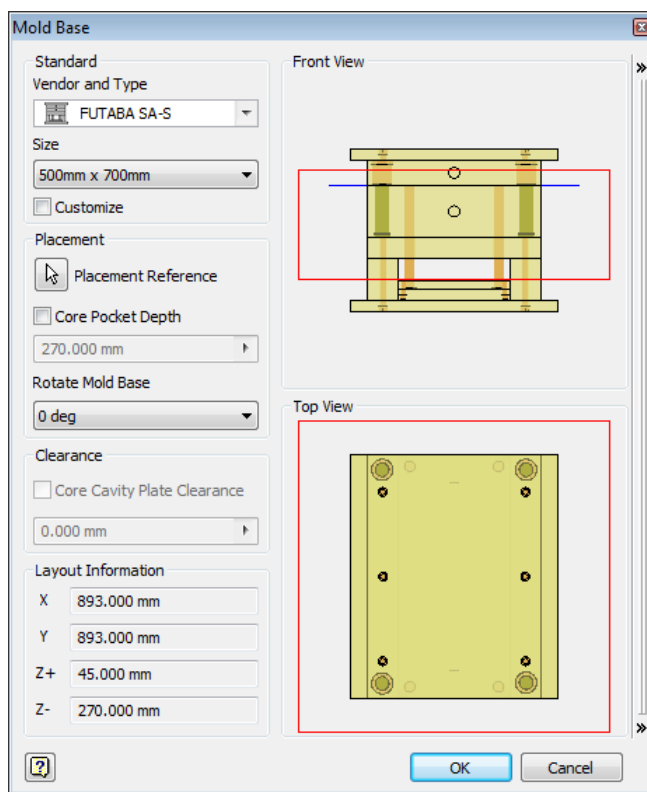 Mold Base
Standard
Vendor and Type
FUTABA SA-S
Size
500mm x 700mm
Customize
Placement
Placement Reference
Core Pocket Depth
270.000 mm
Rotate Mold Base
0 deg
Clearance
Core Cavity Plate Clearance
0.000 mm
Layout Information
X 893.000 mm
Y 893.000 mm
Z+ 45.000 mm
Z- 270.000 mm
Front View
Top View
?
OK Cancel